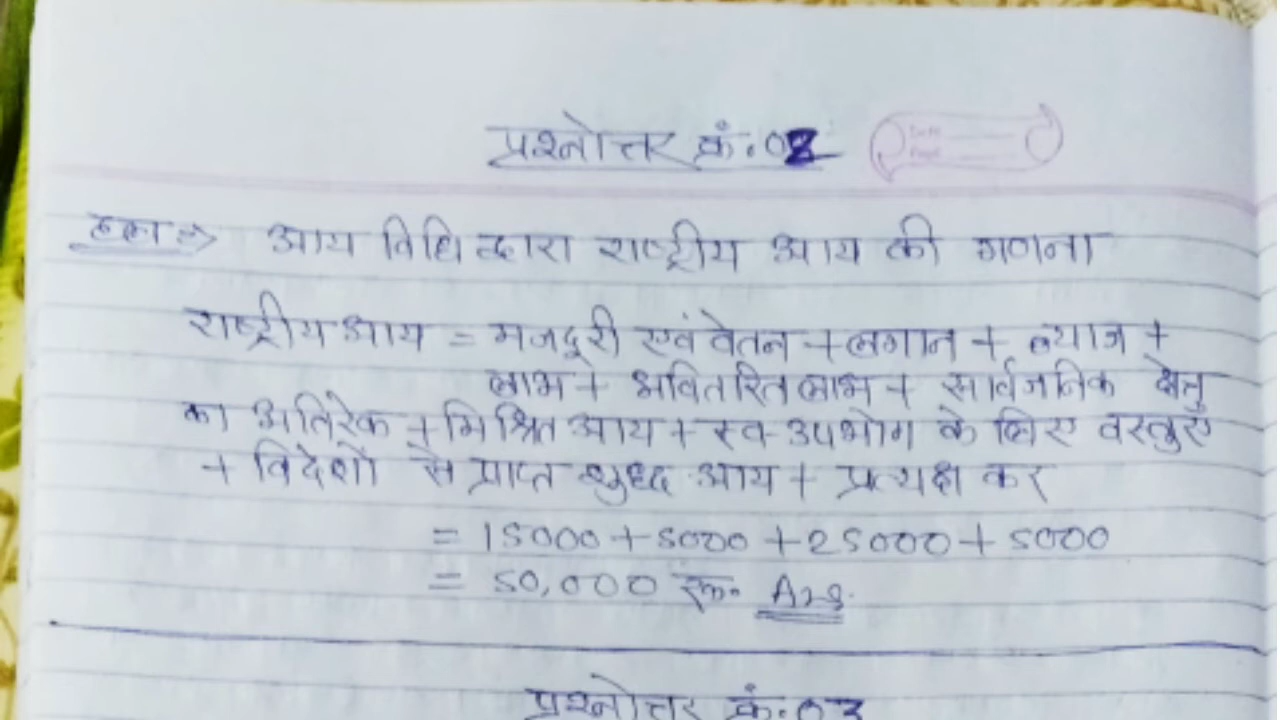 प्रश्नोत्तर क्रं.02
हल⇒ आय विधि द्वारा राष्ट्रीय आय की गणना
राष्ट्रीय आय = मजदूरी एवं वेतन + लगान + ब्याज +
लाभ + अवितरित लाभ + सार्वजनिक क्षेत्र
का अतिरेक + मिश्रित आय + स्व-उपभोग के लिए वस्तुएं
+ विदेशों से प्राप्त शुद्ध आय + प्रत्यक्ष कर
= 15000 + 5000 + 25000 + 5000
= 50,000 रू. Ans.
प्रश्नोत्तर क्रं.03